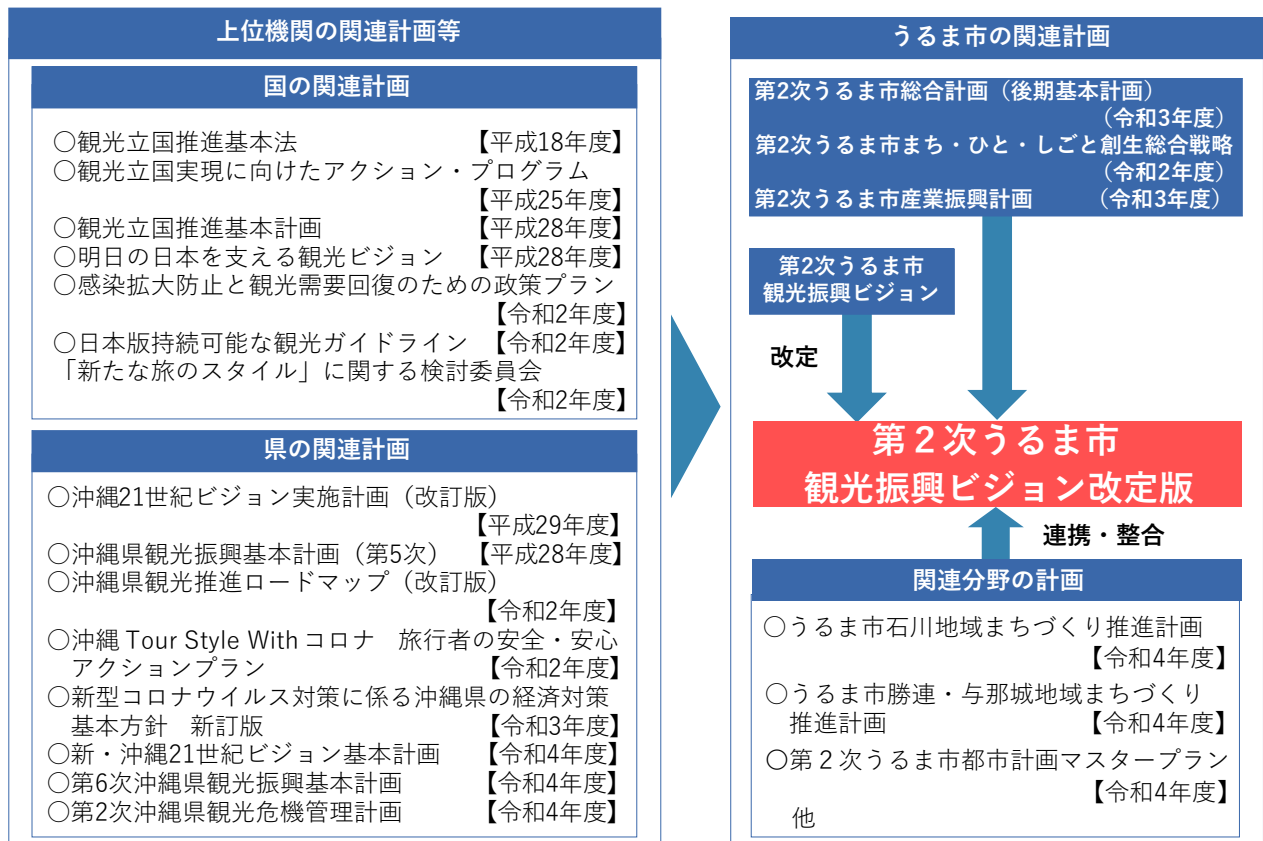 上位機関の関連計画等
国の関連計画
○観光立国推進基本法 【平成18年度】
○観光立国実現に向けたアクション・プログラム
【平成25年度】
○観光立国推進基本計画 【平成28年度】
○明日の日本を支える観光ビジョン 【平成28年度】
○感染拡大防止と観光需要回復のための政策プラン
【令和2年度】
○日本版持続可能な観光ガイドライン 【令和2年度】
「新たな旅のスタイル」に関する検討委員会
【令和2年度】
県の関連計画
○沖縄21世紀ビジョン実施計画（改訂版）
【平成29年度】
○沖縄県観光振興基本計画（第5次） 【平成28年度】
○沖縄県観光推進ロードマップ（改訂版）
【令和2年度】
○沖縄 Tour Style With コロナ 旅行者の安全・安心
アクションプラン 【令和2年度】
○新型コロナウイルス対策に係る沖縄県の経済対策
基本方針 新訂版 【令和3年度】
○新・沖縄21世紀ビジョン基本計画 【令和4年度】
○第6次沖縄県観光振興基本計画 【令和4年度】
○第2次沖縄県観光危機管理計画 【令和4年度】
うるま市の関連計画
第2次うるま市総合計画（後期基本計画）
（令和3年度）
第2次うるま市まち・ひと・しごと創生総合戦略
（令和2年度）
第2次うるま市産業振興計画 （令和3年度）
第2次うるま市
観光振興ビジョン
改定
第２次うるま市
観光振興ビジョン改定版
連携・整合
関連分野の計画
○うるま市石川地域まちづくり推進計画
【令和4年度】
○うるま市勝連・与那城地域まちづくり
推進計画 【令和4年度】
○第２次うるま市都市計画マスタープラン
【令和4年度】
他